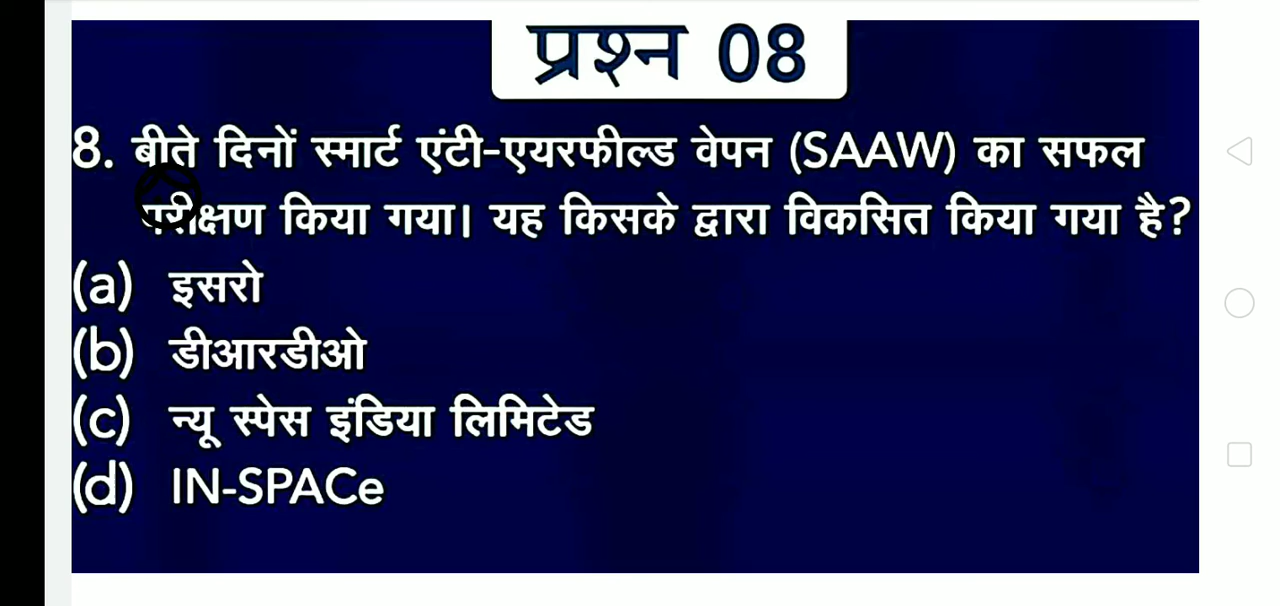 प्रश्न 08
8. बीते दिनों स्मार्ट एंटी-एयरफील्ड वेपन (SAAW) का सफल
परीक्षण किया गया। यह किसके द्वारा विकसित किया गया है?
(a) इसरो
(b) डीआरडीओ
(c) न्यू स्पेस इंडिया लिमिटेड
(d) IN-SPACe